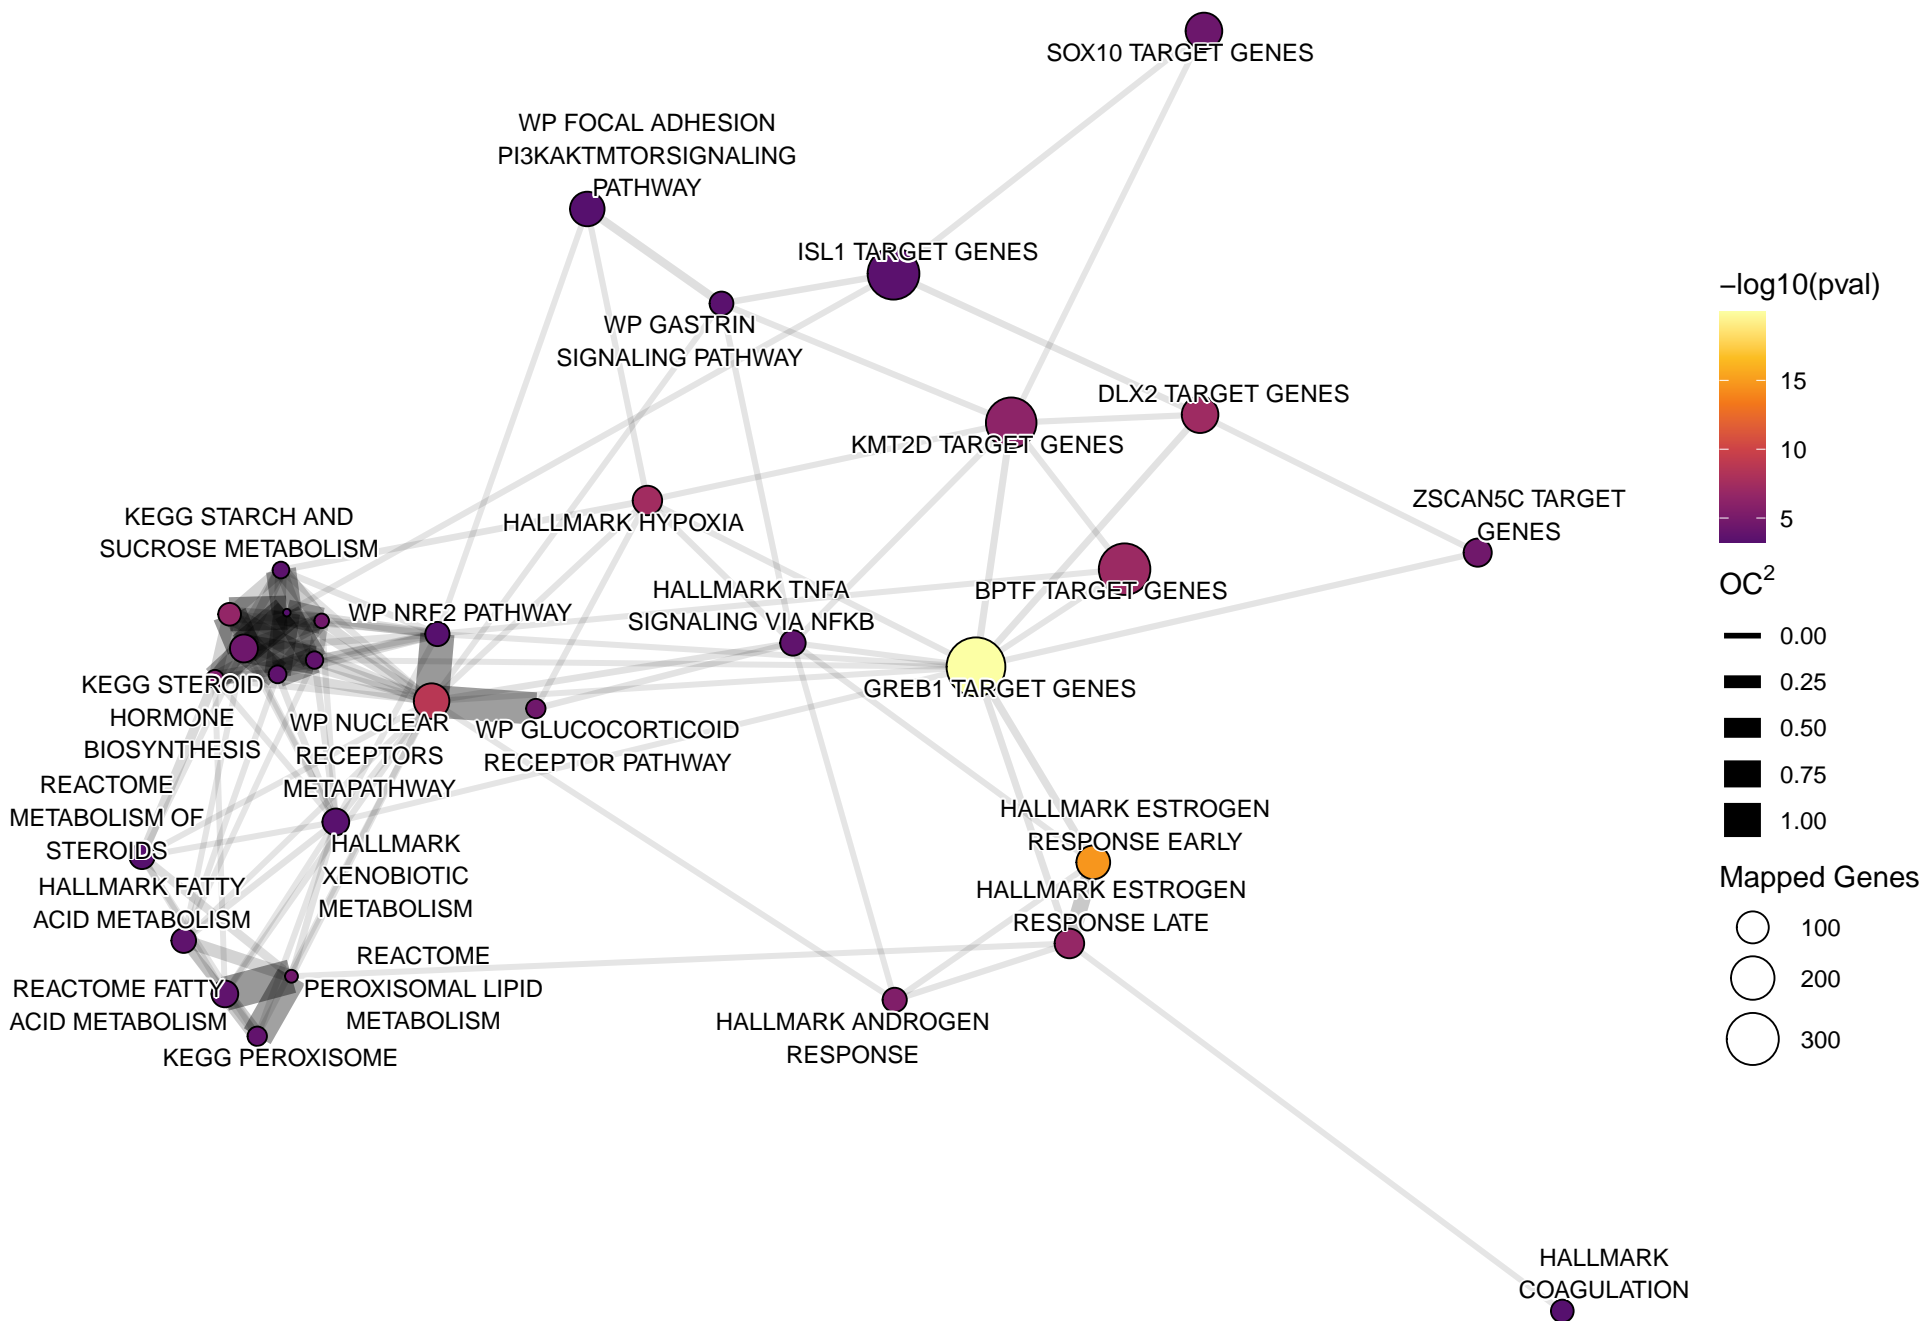 SOX10 TARGET GENES
WP FOCAL ADHESION
PI3KAKTMTORSIGNALING
PATHWAY
ISL1 TARGET GENES
WP GASTRIN
SIGNALING PATHWAY
DLX2 TARGET GENES
KMT2D TARGET GENES
ZSCAN5C TARGET
GENES
KEGG STARCH AND
SUCROSE METABOLISM
HALLMARK HYPOXIA
BPTF TARGET GENES
HALLMARK TNFA
SIGNALING VIA NFKB
WP NRF2 PATHWAY
GREB1 TARGET GENES
KEGG STEROID
HORMONE
BIOSYNTHESIS
WP NUCLEAR
RECEPTORS
METAPATHWAY
WP GLUCOCORTICOID
RECEPTOR PATHWAY
REACTOME
METABOLISM OF
STEROIDS
HALLMARK
XENOBIOTIC
METABOLISM
HALLMARK FATTY
ACID METABOLISM
HALLMARK ESTROGEN
RESPONSE EARLY
HALLMARK ESTROGEN
RESPONSE LATE
REACTOME
PEROXISOMAL LIPID
METABOLISM
REACTOME FATTY
ACID METABOLISM
KEGG PEROXISOME
HALLMARK ANDROGEN
RESPONSE
HALLMARK
COAGULATION
−log10(pval)
15
10
5
OC²
0.00
0.25
0.50
0.75
1.00
Mapped Genes
100
200
300